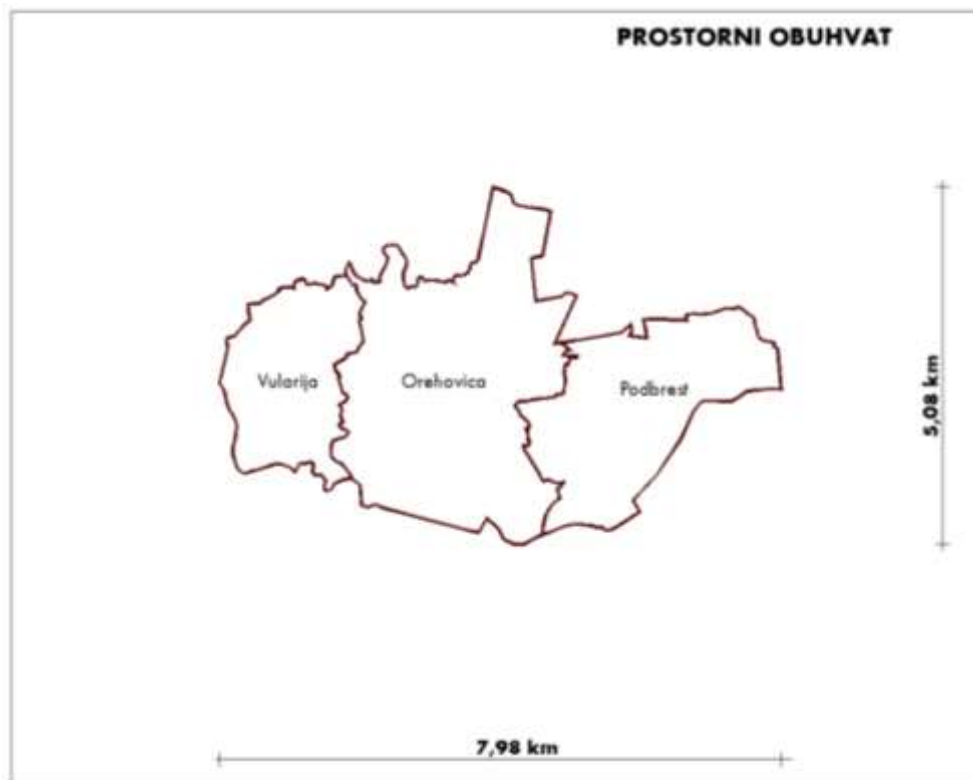 PROSTORNI OBUHVAT
Vularija
Orehovica
Podbrest
5,08 km
7,98 km